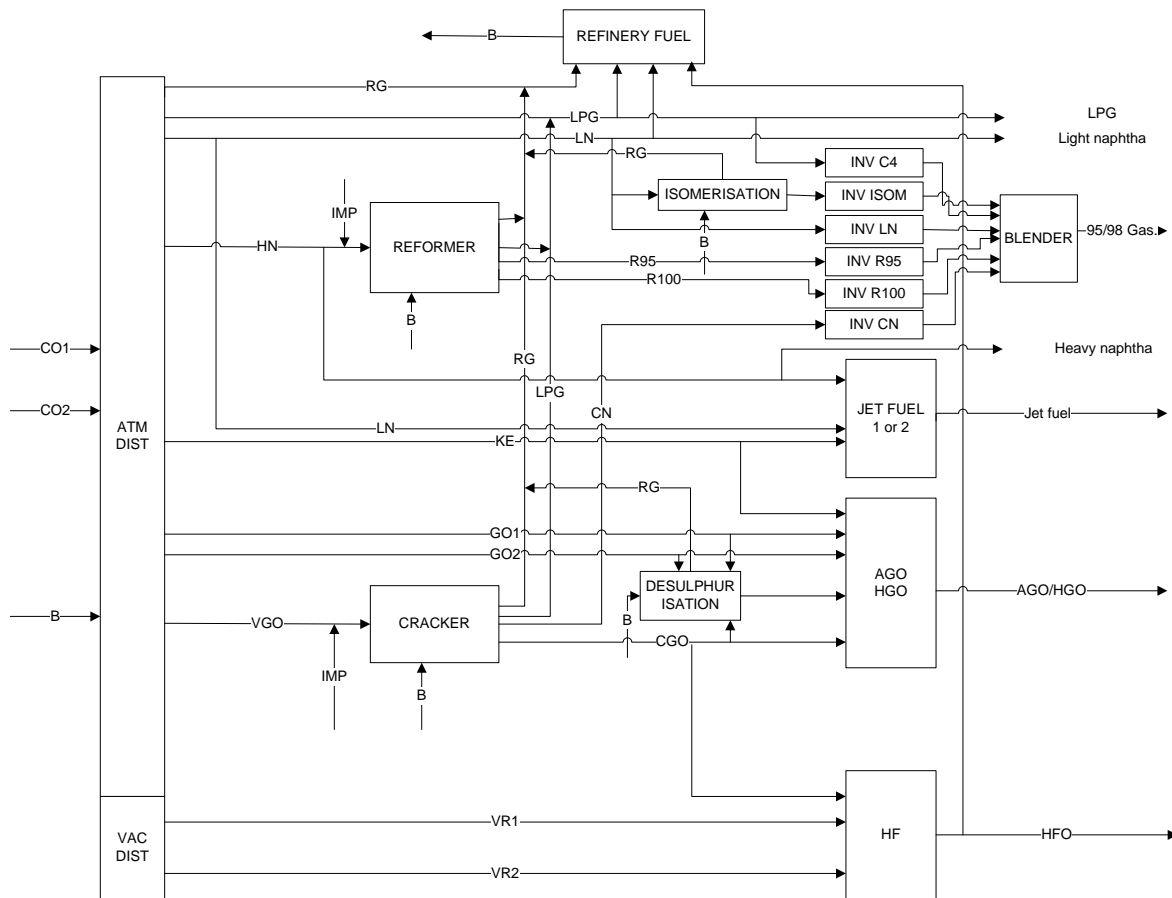 REFINERY FUEL
B
RG
LPG
LPG
LN
Light naphtha
RG
INV C4
IMP
ISOMERISATION
INV ISOM
HN
REFORMER
INV LN
BLENDER
95/98 Gas.
B
R95
INV R95
R100
INV R100
B
INV CN
CO1
RG
Heavy naphtha
LPG
CO2
CN
JET FUEL
1 or 2
Jet fuel
ATM
DIST
LN
KE
RG
GO1
GO2
DESULPHUR
ISATION
AGO
HGO
AGO/HGO
B
VGO
CRACKER
B
CGO
IMP
B
VAC
DIST
VR1
HF
HFO
VR2